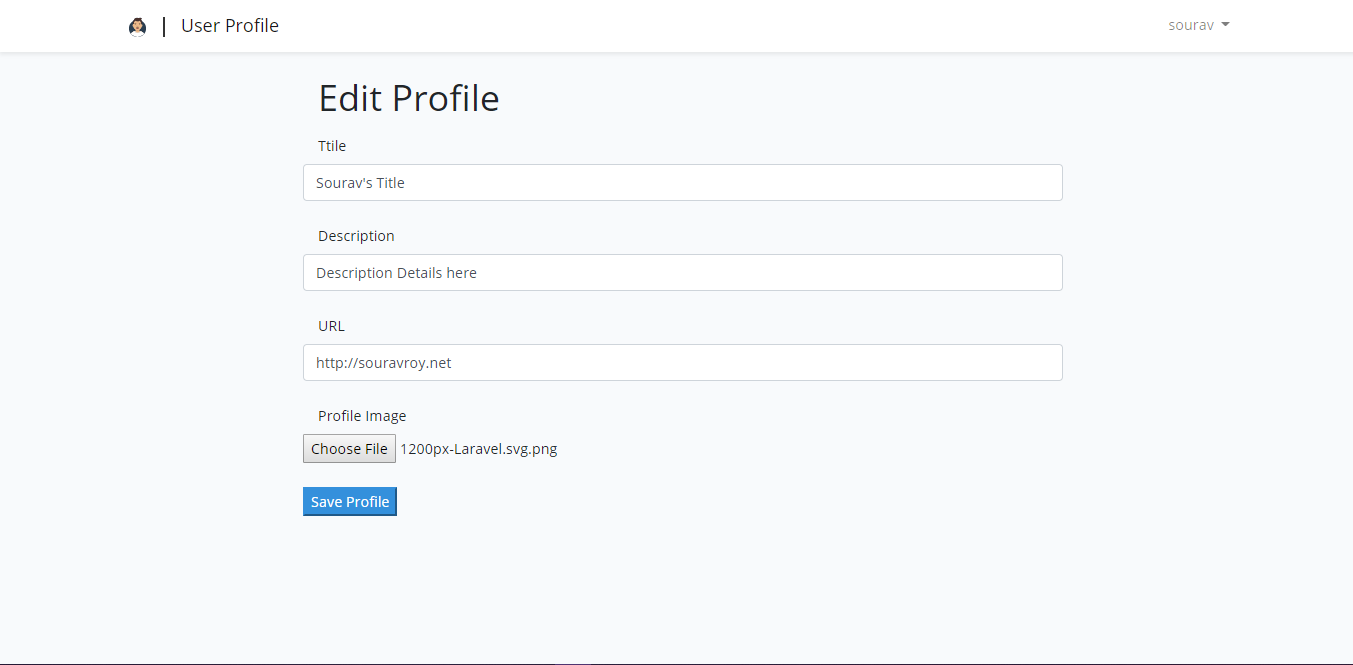 User Profile
sourav
Edit Profile
Ttile
Sourav's Title
Description
Description Details here
URL
http://souravroy.net
Profile Image
Choose File 1200px-Laravel.svg.png
Save Profile